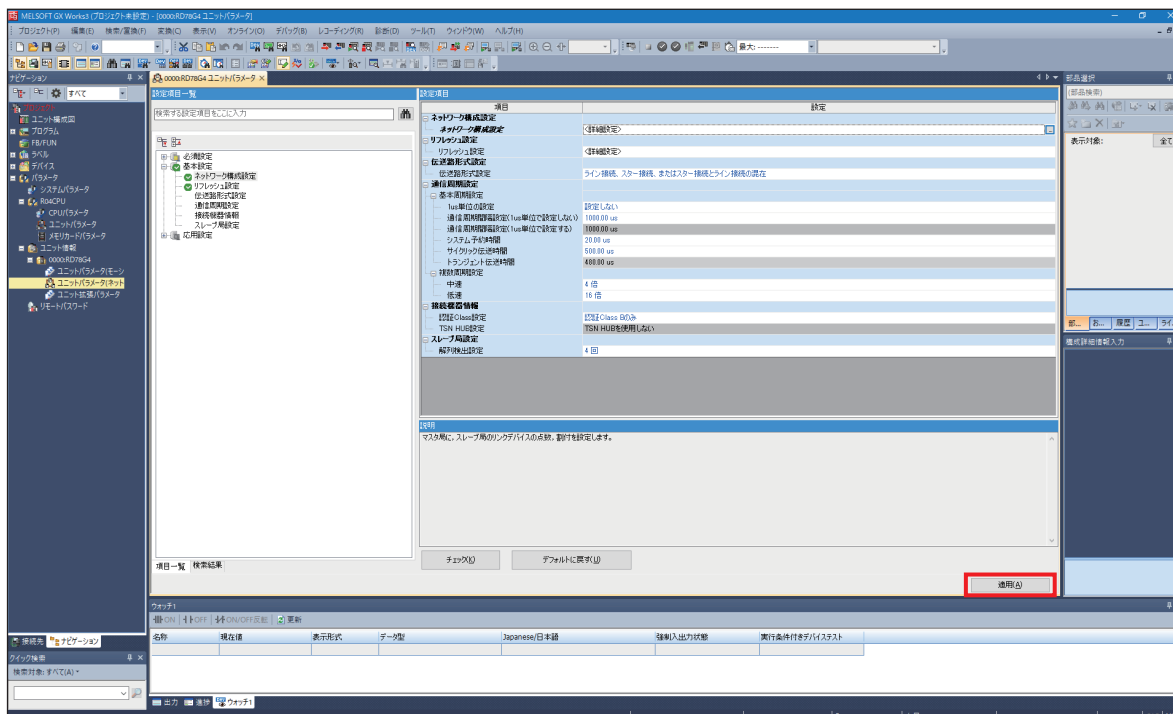 MELSOFT GX Works3 (プロジェクト未設定) - [0000:RD78G4 ユニットパラメータ]
プロジェクト(P) 編集(E) 検索/置換(F) 変換(C) 表示(V) オンライン(O) デバッグ(B) レコーディング(R) 診断(D) ツール(T) ウィンドウ(W) ヘルプ(H)
最大: --------
ナビゲーション
0000:RD78G4 ユニットパラメータ
部品選択
すべて
設定項目一覧
設定項目
(部品検索)
検索する設定項目をここに入力
項目 設定
表示対象: 全て
プロジェクト
ユニット構成図
プログラム
FB/FUN
ラベル
デバイス
パラメータ
システムパラメータ
R04CPU
CPUパラメータ
ユニットパラメータ
メモリカードパラメータ
ユニット情報
0000:RD78G4
ユニットパラメータ(モーシ
ユニットパラメータ(ネット
ユニット拡張パラメータ
リモートパスワード
必須設定
基本設定
ネットワーク構成設定
リフレッシュ設定
伝送路形式設定
通信周期設定
接続機器情報
スレーブ局設定
応用設定
ネットワーク構成設定
ネットワーク構成設定 <詳細設定>
リフレッシュ設定
リフレッシュ設定 <詳細設定>
伝送路形式設定
伝送路形式設定 ライン接続、スター接続、またはスター接続とライン接続の混在
通信周期設定
基本周期設定
1us単位の設定 設定しない
通信周期間隔設定(1us単位で設定しない) 1000.00 us
通信周期間隔設定(1us単位で設定する) 1000.00 us
システム予約時間 20.00 us
サイクリック伝送時間 500.00 us
トランジェント伝送時間 480.00 us
複数周期設定
中速 4 倍
低速 16 倍
接続機器情報
認証Class設定 認証Class Bのみ
TSN HUB設定 TSN HUBを使用しない
スレーブ局設定
解列検出設定 4 回
部... お... 履歴 ユ... ライ
構成詳細情報入力
説明
マスタ局に、スレーブ局のリンクデバイスの点数、割付を設定します。
チェック(K) デフォルトに戻す(U)
項目一覧 検索結果
適用(A)
ウォッチ1
ON OFF ON/OFF反転 更新
名称 現在値 表示形式 データ型 Japanese/日本語 強制入出力状態 実行条件付きデバイステスト
接続先 ナビゲーション
クイック検索
検索対象: すべて(A)
出力 進捗 ウォッチ1